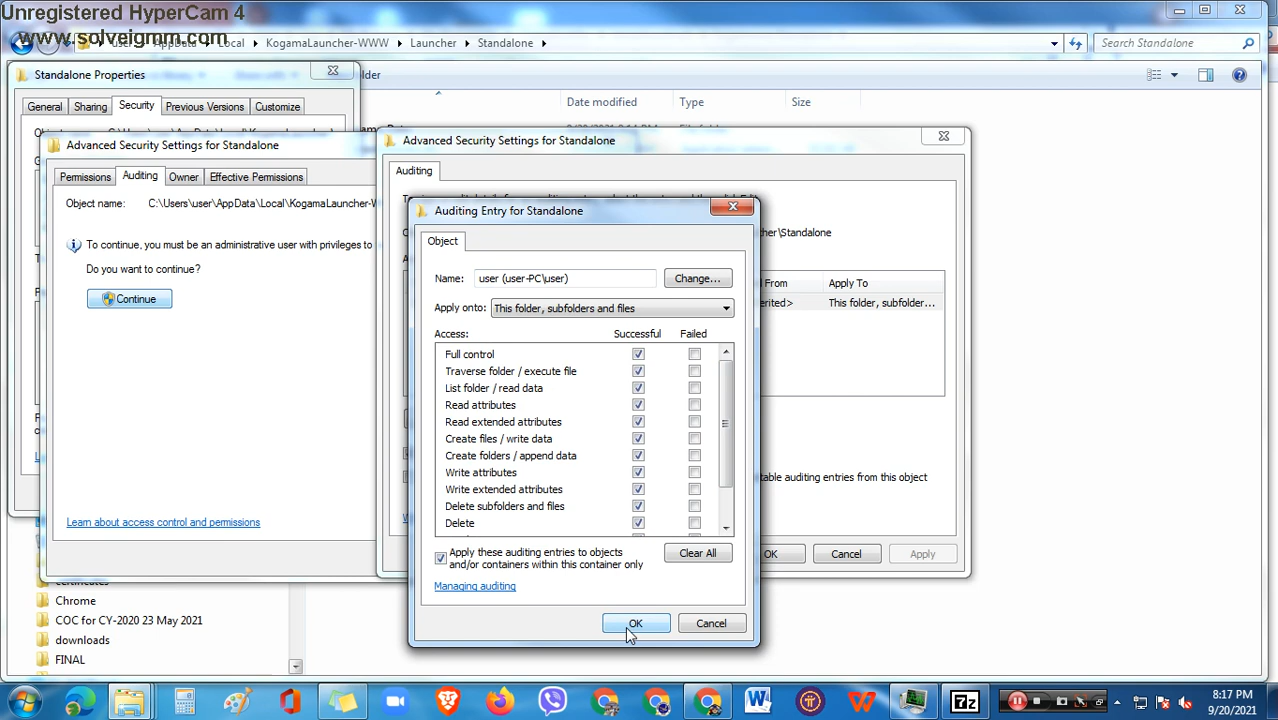 Unregistered HyperCam 4
www.solveigmm.com
AppData
Local
KogamaLauncher-WWW
Launcher
Standalone
Search Standalone
Standalone Properties
older
Date modified
Type
Size
General
Sharing
Security
Previous Versions
Customize
Advanced Security Settings for Standalone
Permissions
Auditing
Owner
Effective Permissions
Object name:
C:\Users\user\AppData\Local\KogamaLauncher-W
To continue, you must be an administrative user with privileges to
Do you want to continue?
Continue
Learn about access control and permissions
Advanced Security Settings for Standalone
Auditing
her\Standalone
d From
Apply To
erited>
This folder, subfolder...
table auditing entries from this object
OK
Cancel
Apply
Auditing Entry for Standalone
Object
Name:
user (user-PC\user)
Change...
Apply onto:
This folder, subfolders and files
Access:
Successful
Failed
Full control
Traverse folder / execute file
List folder / read data
Read attributes
Read extended attributes
Create files / write data
Create folders / append data
Write attributes
Write extended attributes
Delete subfolders and files
Delete
Apply these auditing entries to objects
and/or containers within this container only
Clear All
Managing auditing
OK
Cancel
certificates
Chrome
COC for CY-2020 23 May 2021
downloads
FINAL
8:17 PM
9/20/2021